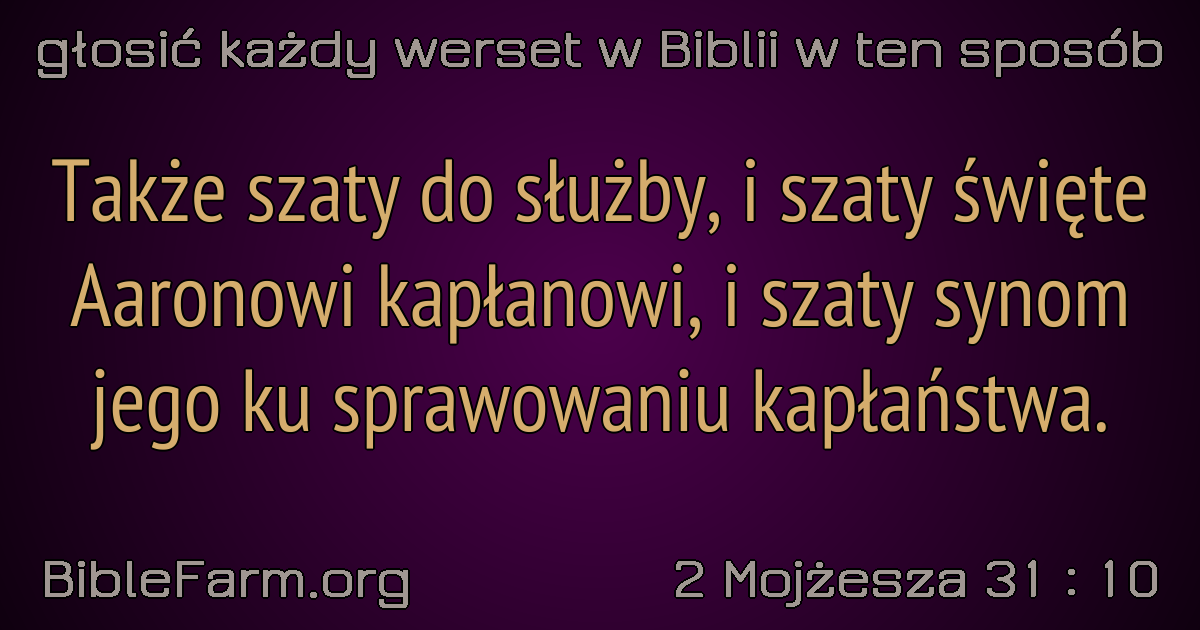 głosić każdy werset w Biblii w ten sposób
Także szaty do służby, i szaty święte
Aaronowi kapłanowi, i szaty synom
jego ku sprawowaniu kapłaństwa.
BibleFarm.org
2 Mojżesza 31 : 10